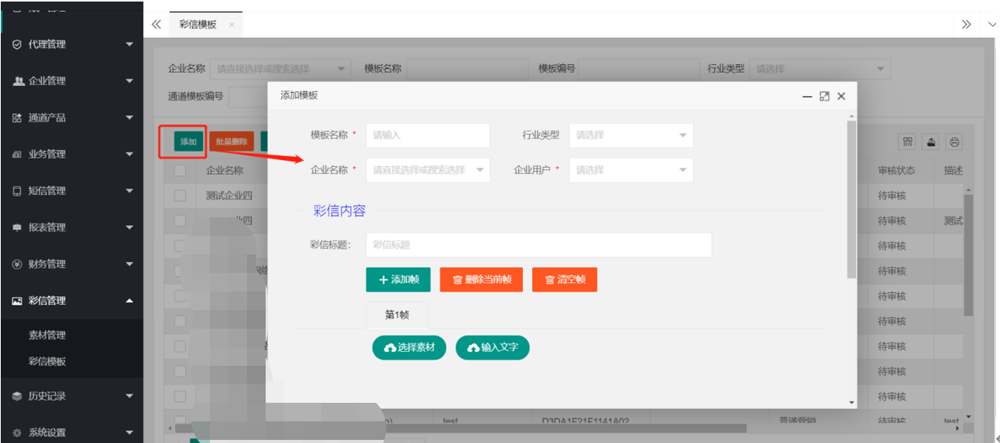 彩信模板 ×
代理管理
企业管理
通道产品
业务管理
短信管理
报表管理
财务管理
彩信管理
素材管理
彩信模板
历史记录
系统设置
企业名称 请直接选择或搜索选择 模板名称 模板编号 行业类型 请选择
通道模板编号
添加 批量删除
企业名称 审核状态 描述
测试企业四 待审核
四 待审核 测试
待审核
待审核
待审核
待审核
待审核
待审核
待审核
test D3DA1F21F1141A02 普通营销 待审核 test
添加模板
模板名称 * 请输入 行业类型 请选择
企业名称 * 请直接选择或搜索选择 企业用户 * 请选择
彩信内容
彩信标题: 彩信标题
添加帧 删除当前帧 清空帧
第1帧
选择素材 输入文字